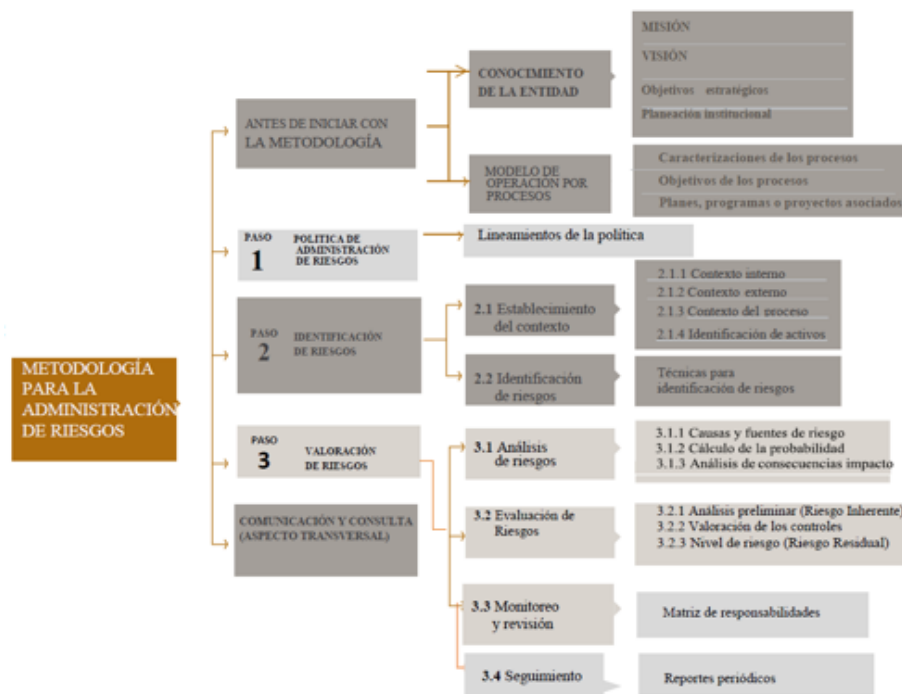 METODOLOGÍA
PARA LA
ADMINISTRACIÓN
DE RIESGOS
ANTES DE INICIAR CON
LA METODOLOGÍA
CONOCIMIENTO
DE LA ENTIDAD
MISIÓN
VISIÓN
Objetivos estratégicos
Planeación institucional
MODELO DE
OPERACIÓN POR
PROCESOS
Caracterizaciones de los procesos
Objetivos de los procesos
Planes, programas o proyectos asociados
PASO
1
POLITICA DE
ADMINISTRACIÓN
DE RIESGOS
Lineamientos de la política
PASO
2
IDENTIFICACIÓN
DE RIESGOS
2.1 Establecimiento
del contexto
2.1.1 Contexto interno
2.1.2 Contexto externo
2.1.3 Contexto del proceso
2.1.4 Identificación de activos
2.2 Identificación
de riesgos
Técnicas para
identificación de riesgos
PASO
3
VALORACIÓN
DE RIESGOS
3.1 Análisis
de riesgos
3.1.1 Causas y fuentes de riesgo
3.1.2 Cálculo de la probabilidad
3.1.3 Análisis de consecuencias impacto
3.2 Evaluación de
Riesgos
3.2.1 Análisis preliminar (Riesgo Inherente)
3.2.2 Valoración de los controles
3.2.3 Nivel de riesgo (Riesgo Residual)
3.3 Monitoreo
y revisión
Matriz de responsabilidades
3.4 Seguimiento
Reportes periódicos
COMUNICACIÓN Y CONSULTA
(ASPECTO TRANSVERSAL)